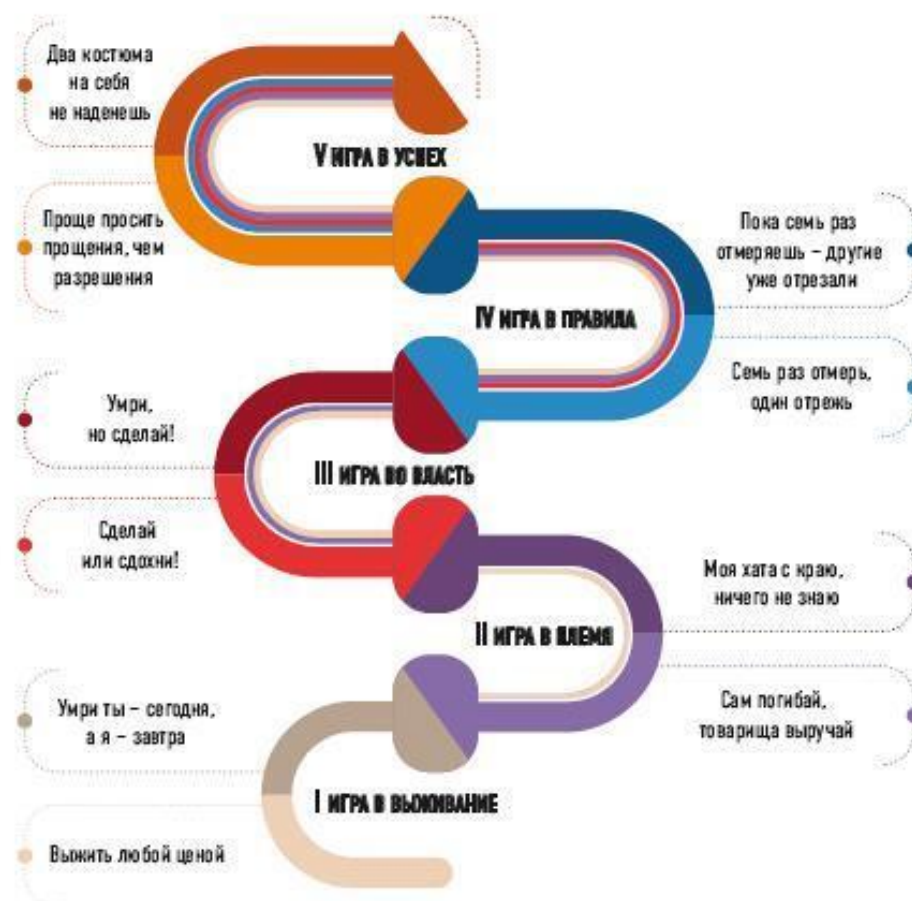 Два костюма
на себя
не наденешь
V ИГРА В УСПЕХ
Проще просить
прощения, чем
разрешения
Пока семь раз
отмеряешь – другие
уже отрезали
IV ИГРА В ПРАВИЛА
Семь раз отмерь,
один отрежь
Умри,
но сделай!
III ИГРА ВО ВЛАСТЬ
Сделай
или сдохни!
Моя хата с краю,
ничего не знаю
II ИГРА В ПЛЕМЯ
Сам погибай,
товарища выручай
Умри ты – сегодня,
а я – завтра
I ИГРА В ВЫЖИВАНИЕ
Выжить любой ценой